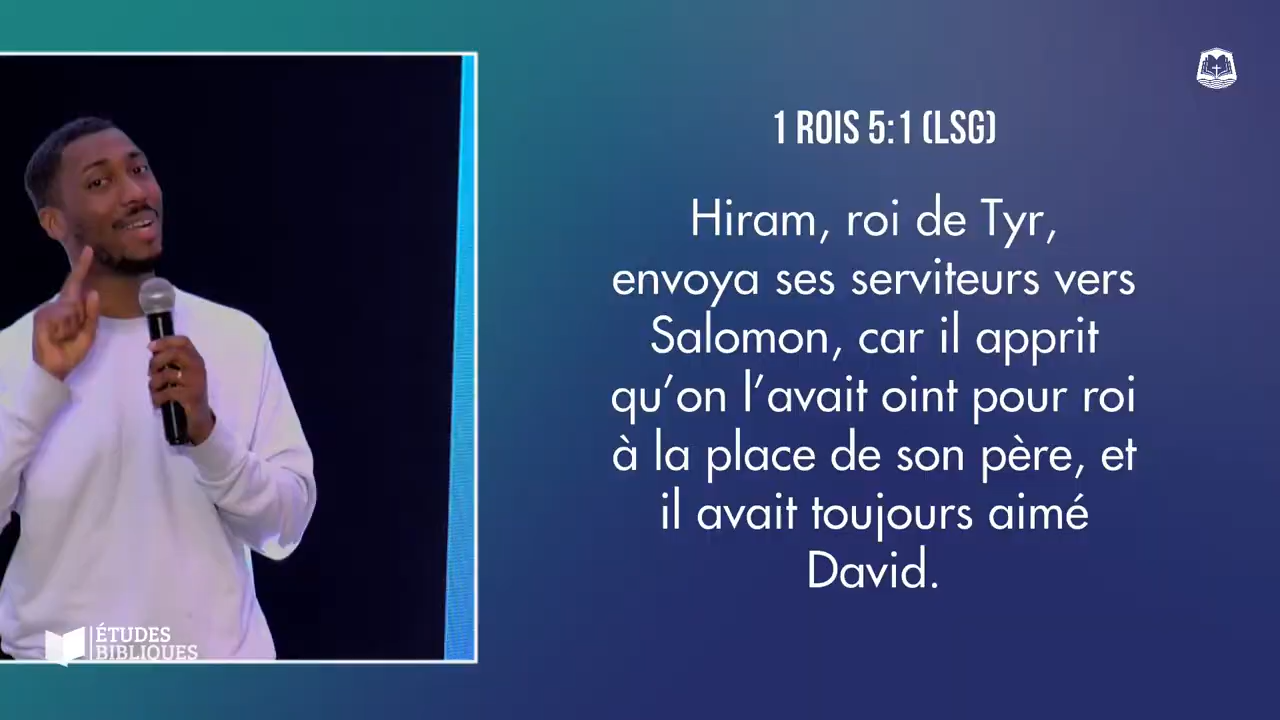 1 ROIS 5:1 (LSG)
Hiram, roi de Tyr,
envoya ses serviteurs vers
Salomon, car il apprit
qu’on l’avait oint pour roi
à la place de son père, et
il avait toujours aimé
David.
ÉTUDES
BIBLIQUES